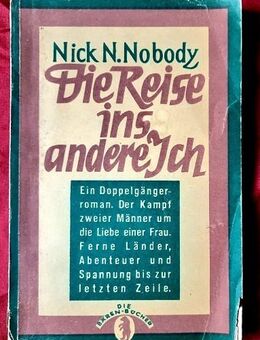 Nick N. Nobody
Die Reise
ins
andere Ich
Ein Doppelgänger-
roman. Der Kampf
zweier Männer um
die Liebe einer Frau.
Ferne Länder,
Abenteuer und
Spannung bis zur
letzten Zeile.
DIE
BÄREN-BÜCHER